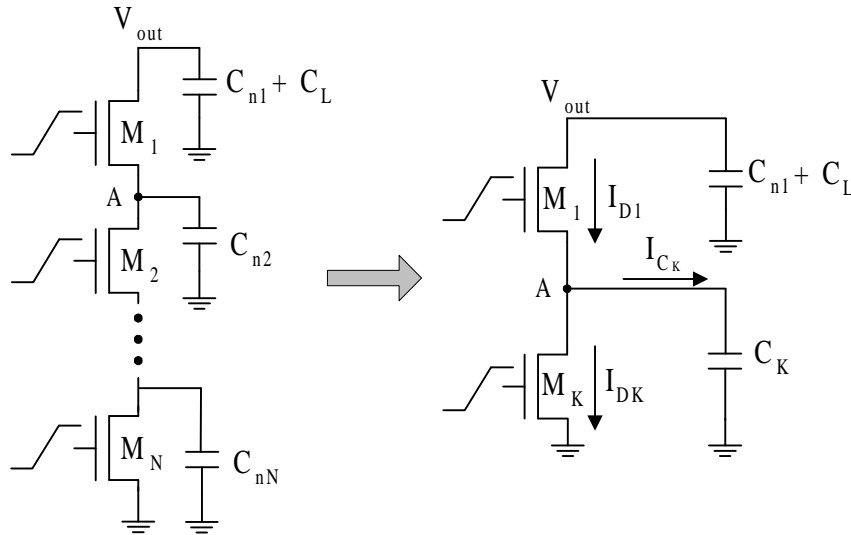 V_out
C_n1 + C_L
M_1
A
C_n2
M_2
M_N
C_nN
V_out
C_n1 + C_L
M_1
I_D1
I_C_K
A
C_K
M_K
I_DK